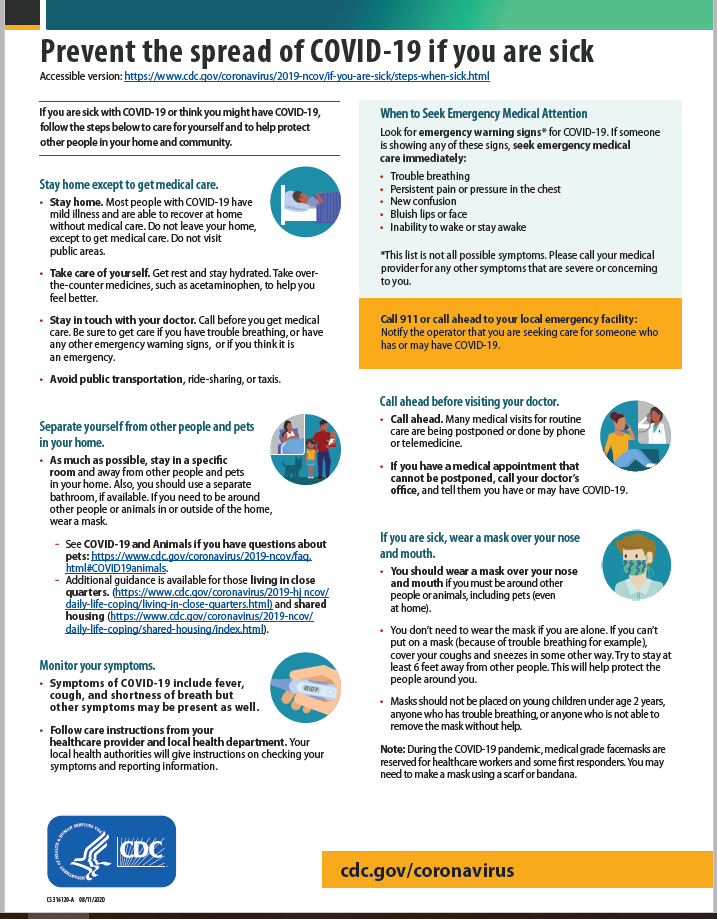 Prevent the spread of COVID-19 if you are sick
Accessible version: https://www.cdc.gov/coronavirus/2019-ncov/if-you-are-sick/steps-when-sick.html
If you are sick with COVID-19 or think you might have COVID-19,
follow the steps below to care for yourself and to help protect
other people in your home and community.
Stay home except to get medical care.
• Stay home. Most people with COVID-19 have
mild illness and are able to recover at home
without medical care. Do not leave your home,
except to get medical care. Do not visit
public areas.
• Take care of yourself. Get rest and stay hydrated. Take over-
the-counter medicines, such as acetaminophen, to help you
feel better.
• Stay in touch with your doctor. Call before you get medical
care. Be sure to get care if you have trouble breathing, or have
any other emergency warning signs, or if you think it is
an emergency.
• Avoid public transportation, ride-sharing, or taxis.
Separate yourself from other people and pets
in your home.
• As much as possible, stay in a specific
room and away from other people and pets
in your home. Also, you should use a separate
bathroom, if available. If you need to be around
other people or animals in or outside of the home,
wear a mask.
- See COVID-19 and Animals if you have questions about
pets: https://www.cdc.gov/coronavirus/2019-ncov/faq.
html#COVID19animals.
- Additional guidance is available for those living in close
quarters. (https://www.cdc.gov/coronavirus/2019-hj ncov/
daily-life-coping/living-in-close-quarters.html) and shared
housing (https://www.cdc.gov/coronavirus/2019-ncov/
daily-life-coping/shared-housing/index.html).
Monitor your symptoms.
• Symptoms of COVID-19 include fever,
cough, and shortness of breath but
other symptoms may be present as well.
• Follow care instructions from your
healthcare provider and local health department. Your
local health authorities will give instructions on checking your
symptoms and reporting information.
When to Seek Emergency Medical Attention
Look for emergency warning signs* for COVID-19. If someone
is showing any of these signs, seek emergency medical
care immediately:
• Trouble breathing
• Persistent pain or pressure in the chest
• New confusion
• Bluish lips or face
• Inability to wake or stay awake
*This list is not all possible symptoms. Please call your medical
provider for any other symptoms that are severe or concerning
to you.
Call 911 or call ahead to your local emergency facility:
Notify the operator that you are seeking care for someone who
has or may have COVID-19.
Call ahead before visiting your doctor.
• Call ahead. Many medical visits for routine
care are being postponed or done by phone
or telemedicine.
• If you have a medical appointment that
cannot be postponed, call your doctor's
office, and tell them you have or may have COVID-19.
If you are sick, wear a mask over your nose
and mouth.
• You should wear a mask over your nose
and mouth if you must be around other
people or animals, including pets (even
at home).
• You don't need to wear the mask if you are alone. If you can't
put on a mask (because of trouble breathing for example),
cover your coughs and sneezes in some other way. Try to stay at
least 6 feet away from other people. This will help protect the
people around you.
• Masks should not be placed on young children under age 2 years,
anyone who has trouble breathing, or anyone who is not able to
remove the mask without help.
Note: During the COVID-19 pandemic, medical grade facemasks are
reserved for healthcare workers and some first responders. You may
need to make a mask using a scarf or bandana.
DEPARTMENT OF HEALTH & HUMAN SERVICES USA
CDC
CS 316120-A 08/11/2020
cdc.gov/coronavirus